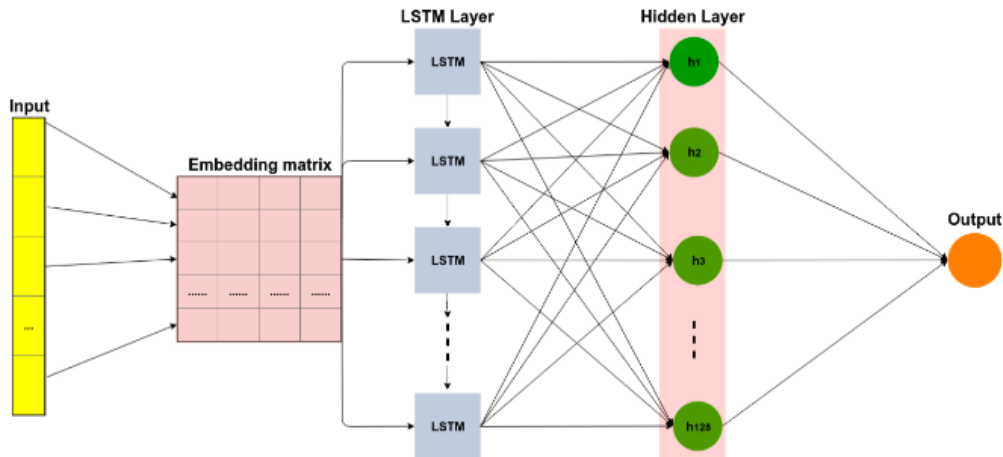 LSTM Layer
Hidden Layer
LSTM
h1
Input
LSTM
h2
Embedding matrix
Output
LSTM
h3
...... ...... ...... ......
...
LSTM
h128